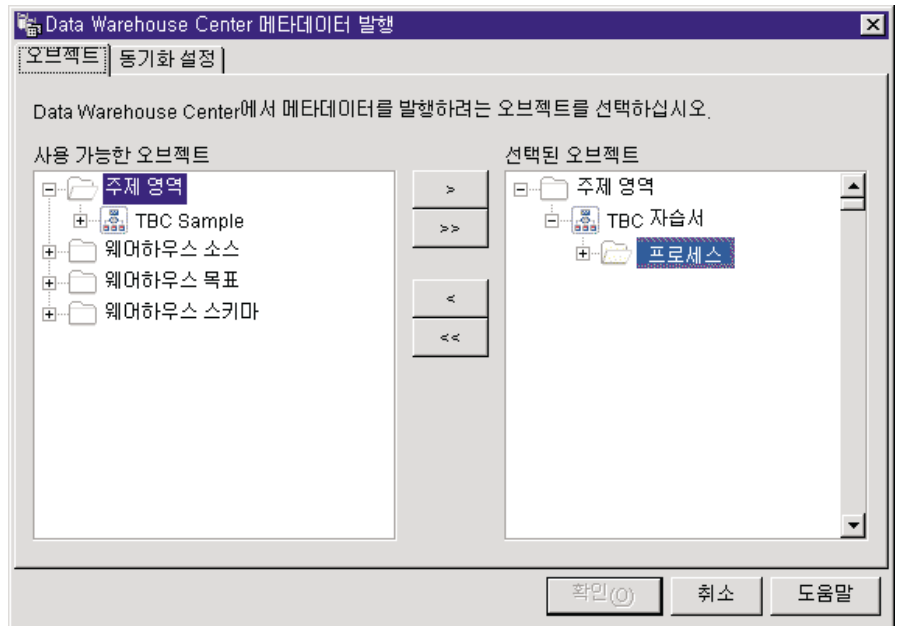 Data Warehouse Center 메타데이터 발행
오브젝트 동기화 설정
Data Warehouse Center에서 메타데이터를 발행하려는 오브젝트를 선택하십시오.
사용 가능한 오브젝트
주제 영역
TBC Sample
웨어하우스 소스
웨어하우스 목표
웨어하우스 스키마
>
>>
<
<<
선택된 오브젝트
주제 영역
TBC 자습서
프로세스
확인(O) 취소 도움말